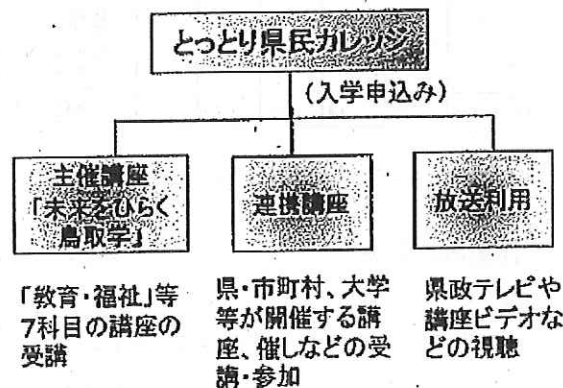 とっとり県民カレッジ
(入学申込み)
主催講座
「未来をひらく
鳥取学」
連携講座
放送利用
「教育・福祉」等
7科目の講座の
受講
県・市町村、大学
等が開催する講
座、催しなどの受
講・参加
県政テレビや
講座ビデオな
どの視聴